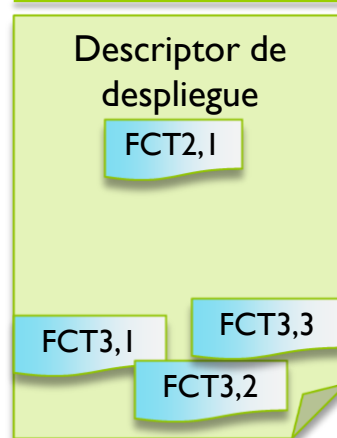 Descriptor de
despliegue
FCT2,1
FCT3,1
FCT3,3
FCT3,2